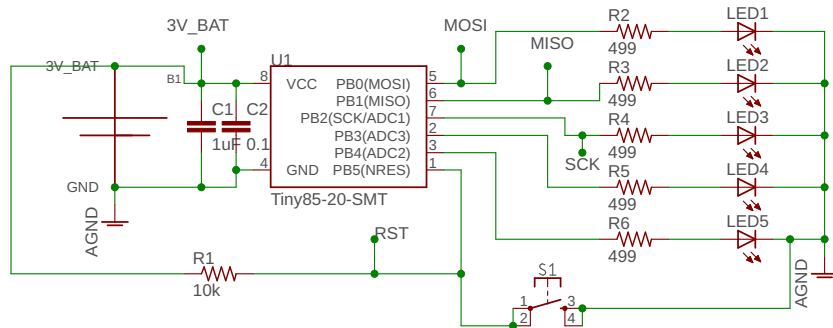 3V_BAT
MOSI
MISO
R2
499
LED1
R3
499
LED2
R4
499
LED3
R5
499
LED4
R6
499
LED5
3V_BAT
B1
GND
AGND
C1
1uF
C2
0.1
U1
8 VCC PB0(MOSI) 5
PB1(MISO) 6
PB2(SCK/ADC1) 7
PB3(ADC3) 2
PB4(ADC2) 3
4 GND PB5(NRES) 1
Tiny85-20-SMT
SCK
RST
R1
10k
S1
1 3
2 4
AGND